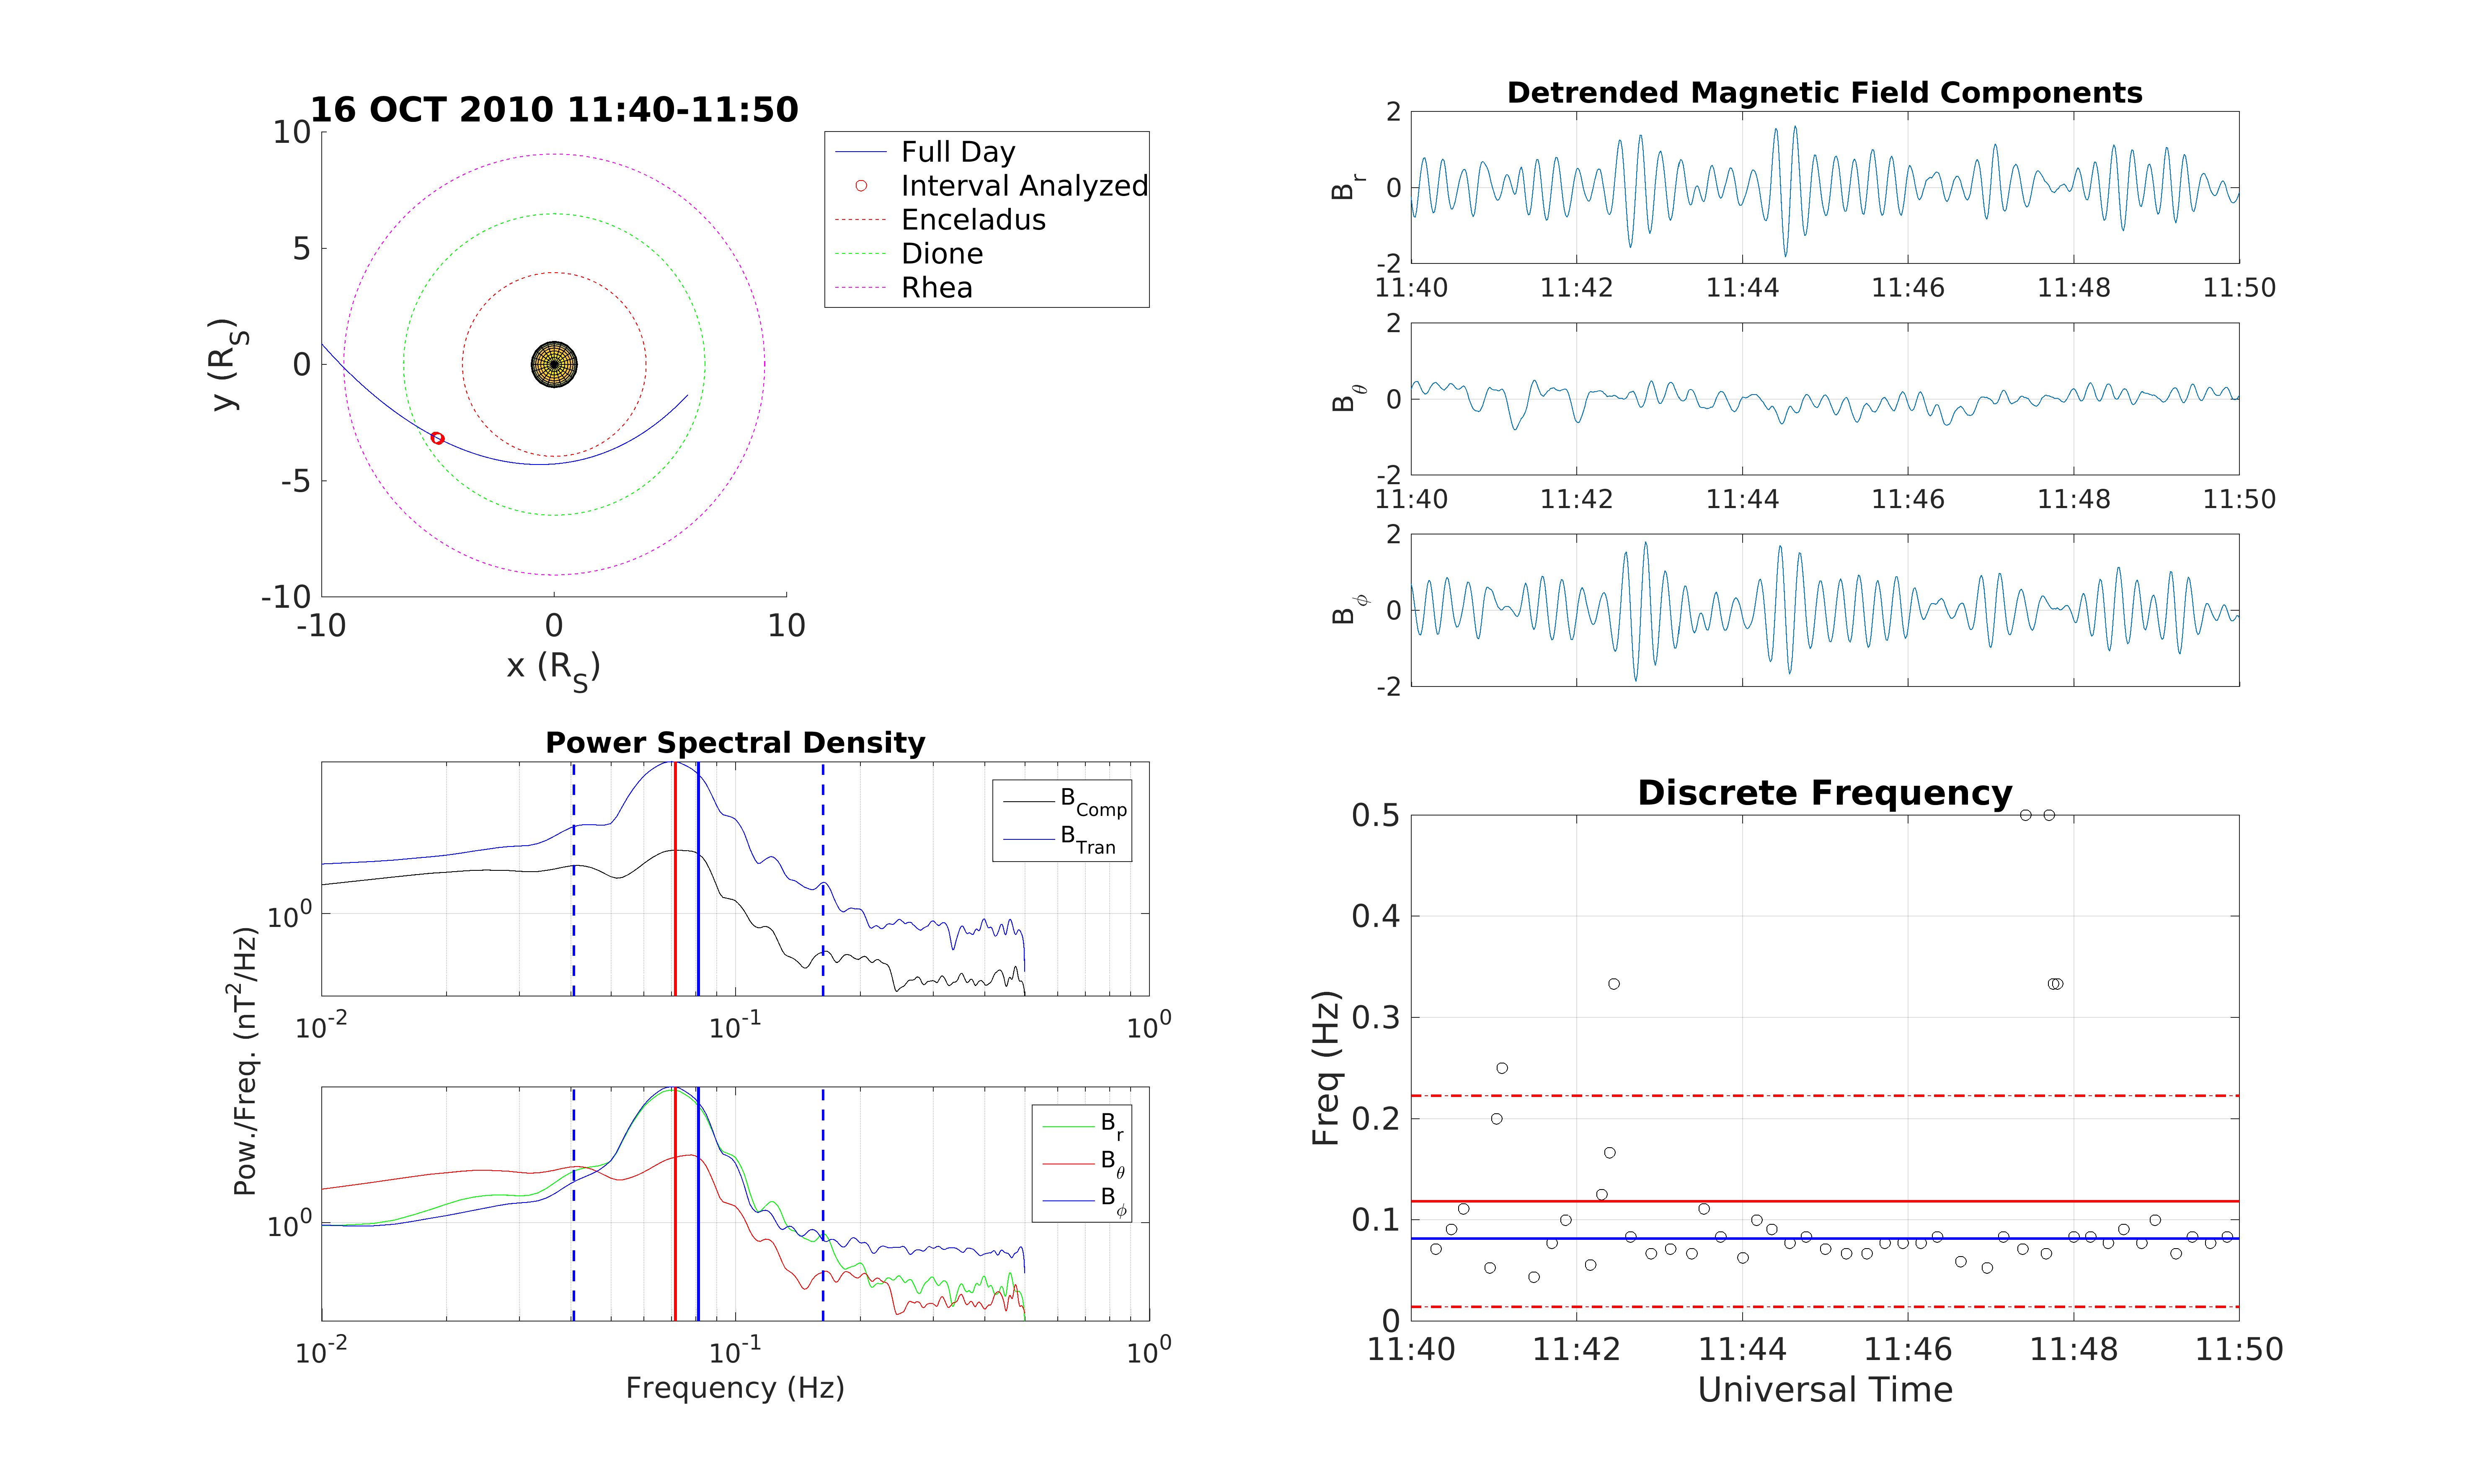 16 OCT 2010 11:40-11:50
10
5
0
-5
-10
y (R_S)
-10 0 10
x (R_S)
Full Day
Interval Analyzed
Enceladus
Dione
Rhea
Detrended Magnetic Field Components
2
0
-2
B_r
11:40 11:42 11:44 11:46 11:48 11:50
2
0
-2
B_θ
11:40 11:42 11:44 11:46 11:48 11:50
2
0
-2
B_ϕ
Power Spectral Density
10^0
B_Comp
B_Tran
10^-2 10^-1 10^0
Pow./Freq. (nT^2/Hz)
10^0
B_r
B_θ
B_ϕ
10^-2 10^-1 10^0
Frequency (Hz)
Discrete Frequency
0.5
0.4
0.3
0.2
0.1
0
Freq (Hz)
11:40 11:42 11:44 11:46 11:48 11:50
Universal Time